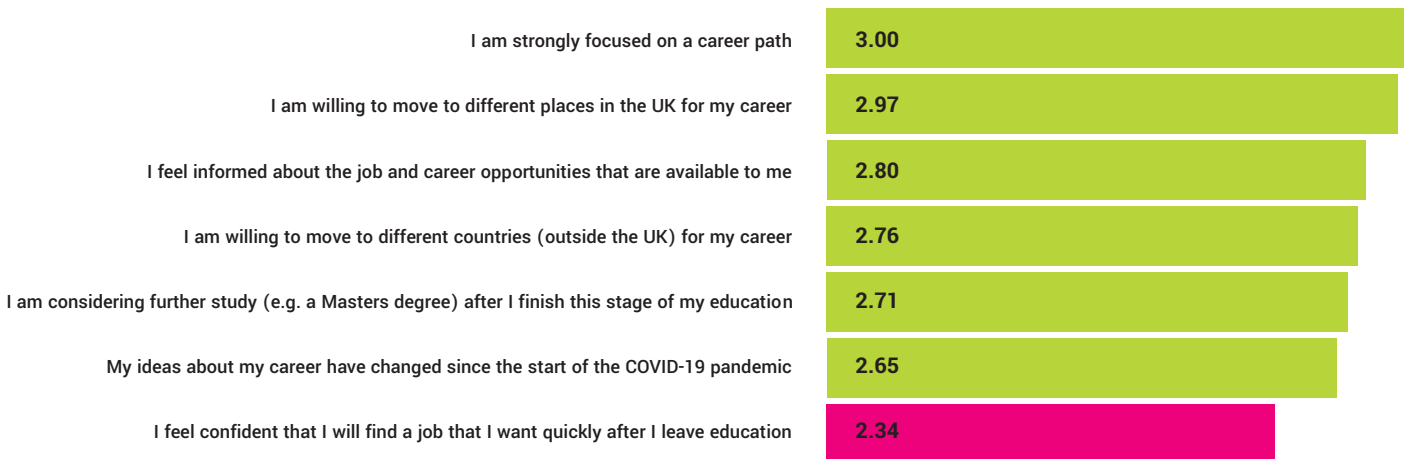 I am strongly focused on a career path 3.00
I am willing to move to different places in the UK for my career 2.97
I feel informed about the job and career opportunities that are available to me 2.80
I am willing to move to different countries (outside the UK) for my career 2.76
I am considering further study (e.g. a Masters degree) after I finish this stage of my education 2.71
My ideas about my career have changed since the start of the COVID-19 pandemic 2.65
I feel confident that I will find a job that I want quickly after I leave education 2.34